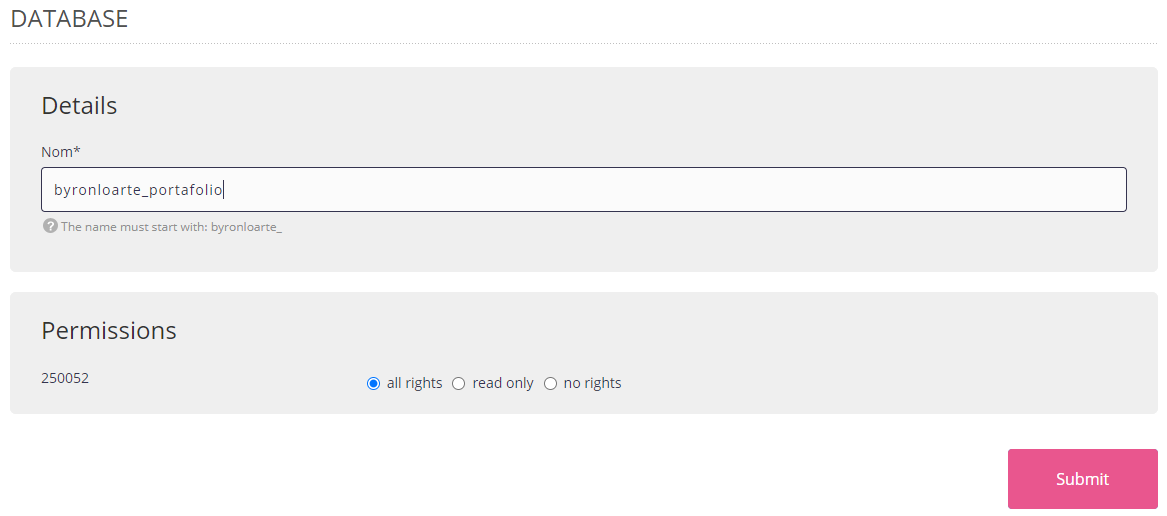 DATABASE
Details
Nom*
byronloarte_portafolio
? The name must start with: byronloarte_
Permissions
250052 all rights read only no rights
Submit